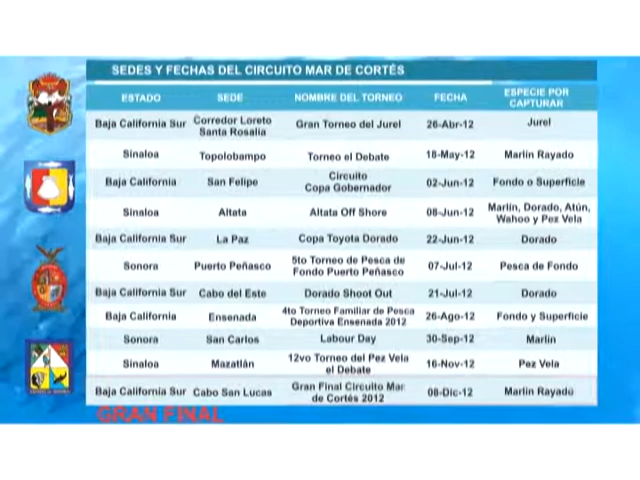 SEDES Y FECHAS DEL CIRCUITO MAR DE CORTÉS
ESTADO SEDE NOMBRE DEL TORNEO FECHA ESPECIE POR CAPTURAR
Baja California Sur Corredor Loreto Santa Rosalia Gran Torneo del Jurel 26-Abr-12 Jurel
Sinaloa Topolobampo Torneo el Debate 18-May-12 Marlin Rayado
Baja California San Felipe Circuito Copa Gobernador 02-Jun-12 Fondo o Superficie
Sinaloa Altata Altata Off Shore 08-Jun-12 Marlin, Dorado, Atún, Wahoo y Pez Vela
Baja California Sur La Paz Copa Toyota Dorado 22-Jun-12 Dorado
Sonora Puerto Peñasco 5to Torneo de Pesca de Fondo Puerto Peñasco 07-Jul-12 Pesca de Fondo
Baja California Sur Cabo del Este Dorado Shoot Out 21-Jul-12 Dorado
Baja California Ensenada 4to Torneo Familiar de Pesca Deportiva Ensenada 2012 26-Ago-12 Fondo y Superficie
Sonora San Carlos Labour Day 30-Sep-12 Marlin
Sinaloa Mazatlán 12vo Torneo del Pez Vela el Debate 16-Nov-12 Pez Vela
Baja California Sur Cabo San Lucas Gran Final Circuito Mar de Cortés 2012 08-Dic-12 Marlin Rayado
GRAN FINAL